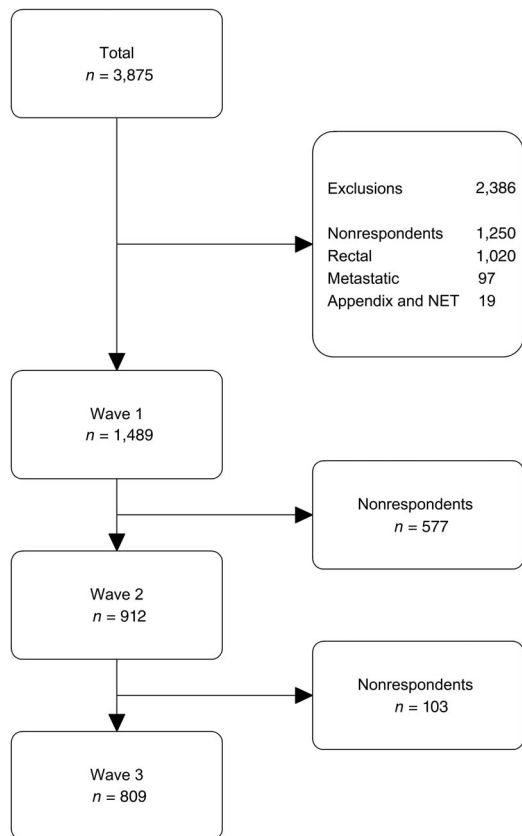 Total
n = 3,875
Exclusions 2,386
Nonrespondents 1,250
Rectal 1,020
Metastatic 97
Appendix and NET 19
Wave 1
n = 1,489
Nonrespondents
n = 577
Wave 2
n = 912
Nonrespondents
n = 103
Wave 3
n = 809